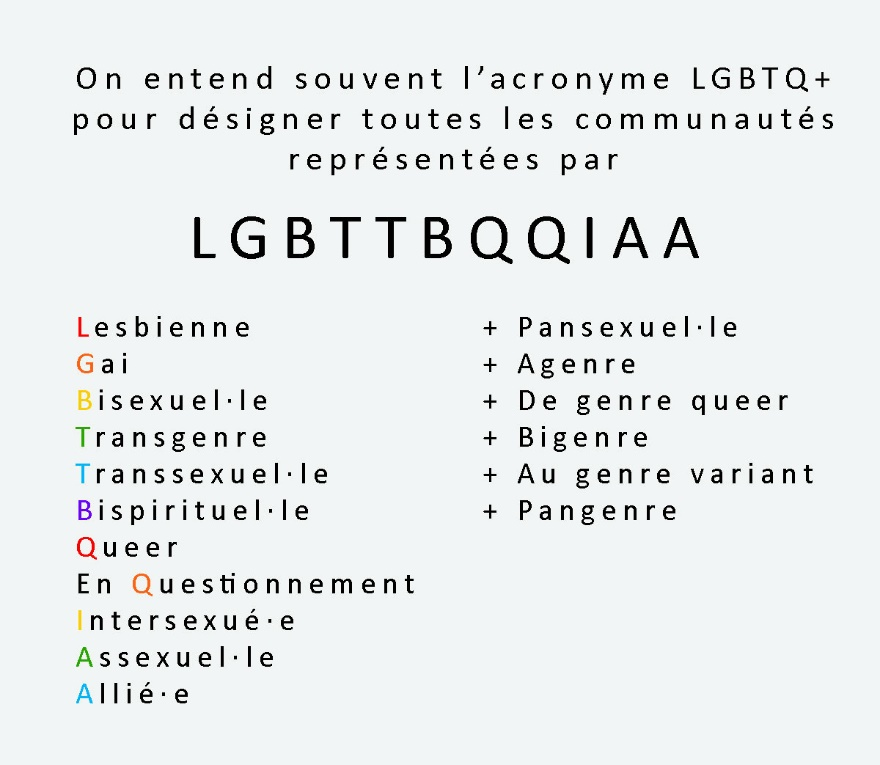 On entend souvent l’acronyme LGBTQ+
pour désigner toutes les communautés
représentées par
LGBTTBQQIAA
Lesbienne
Gai
Bisexuel·le
Transgenre
Transsexuel·le
Bispirituel·le
Queer
En Questionnement
Intersexué·e
Assexuel·le
Allié·e
+ Pansexuel·le
+ Agenre
+ De genre queer
+ Bigenre
+ Au genre variant
+ Pangenre